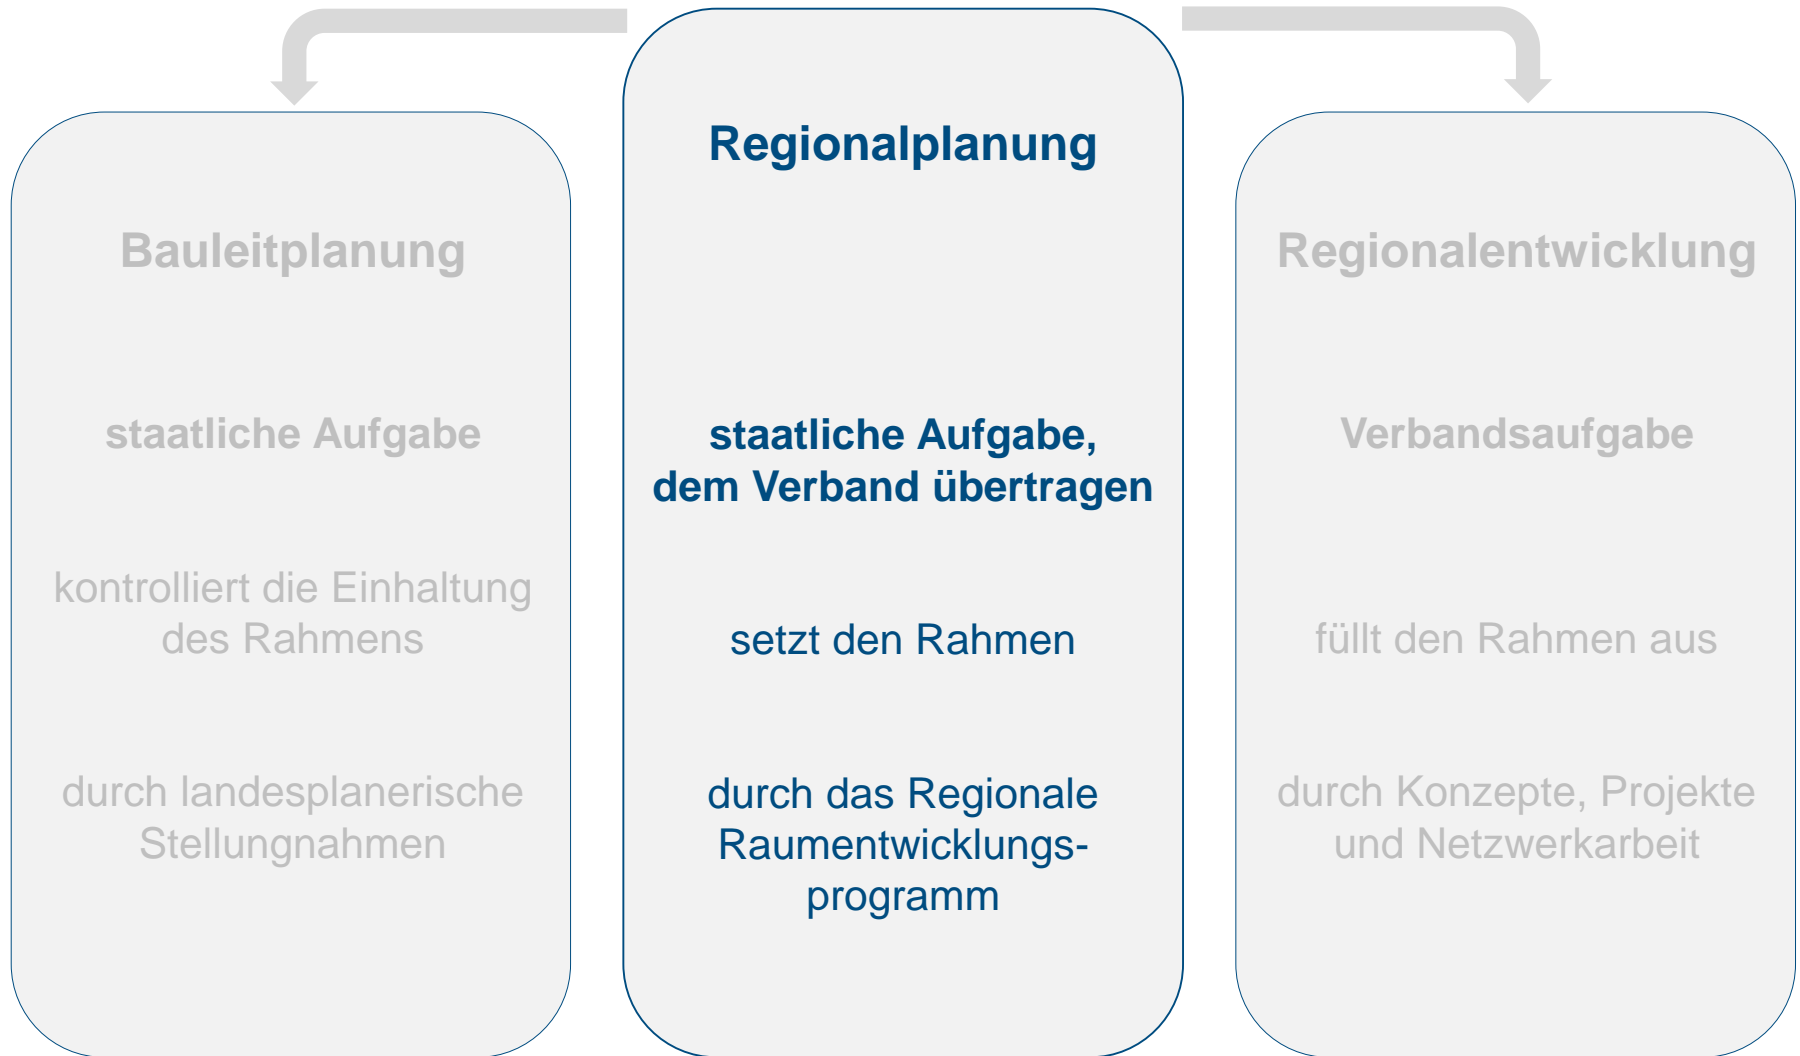 Bauleitplanung
staatliche Aufgabe
kontrolliert die Einhaltung
des Rahmens
durch landesplanerische
Stellungnahmen
Regionalplanung
staatliche Aufgabe,
dem Verband übertragen
setzt den Rahmen
durch das Regionale
Raumentwicklungs-
programm
Regionalentwicklung
Verbandsaufgabe
füllt den Rahmen aus
durch Konzepte, Projekte
und Netzwerkarbeit